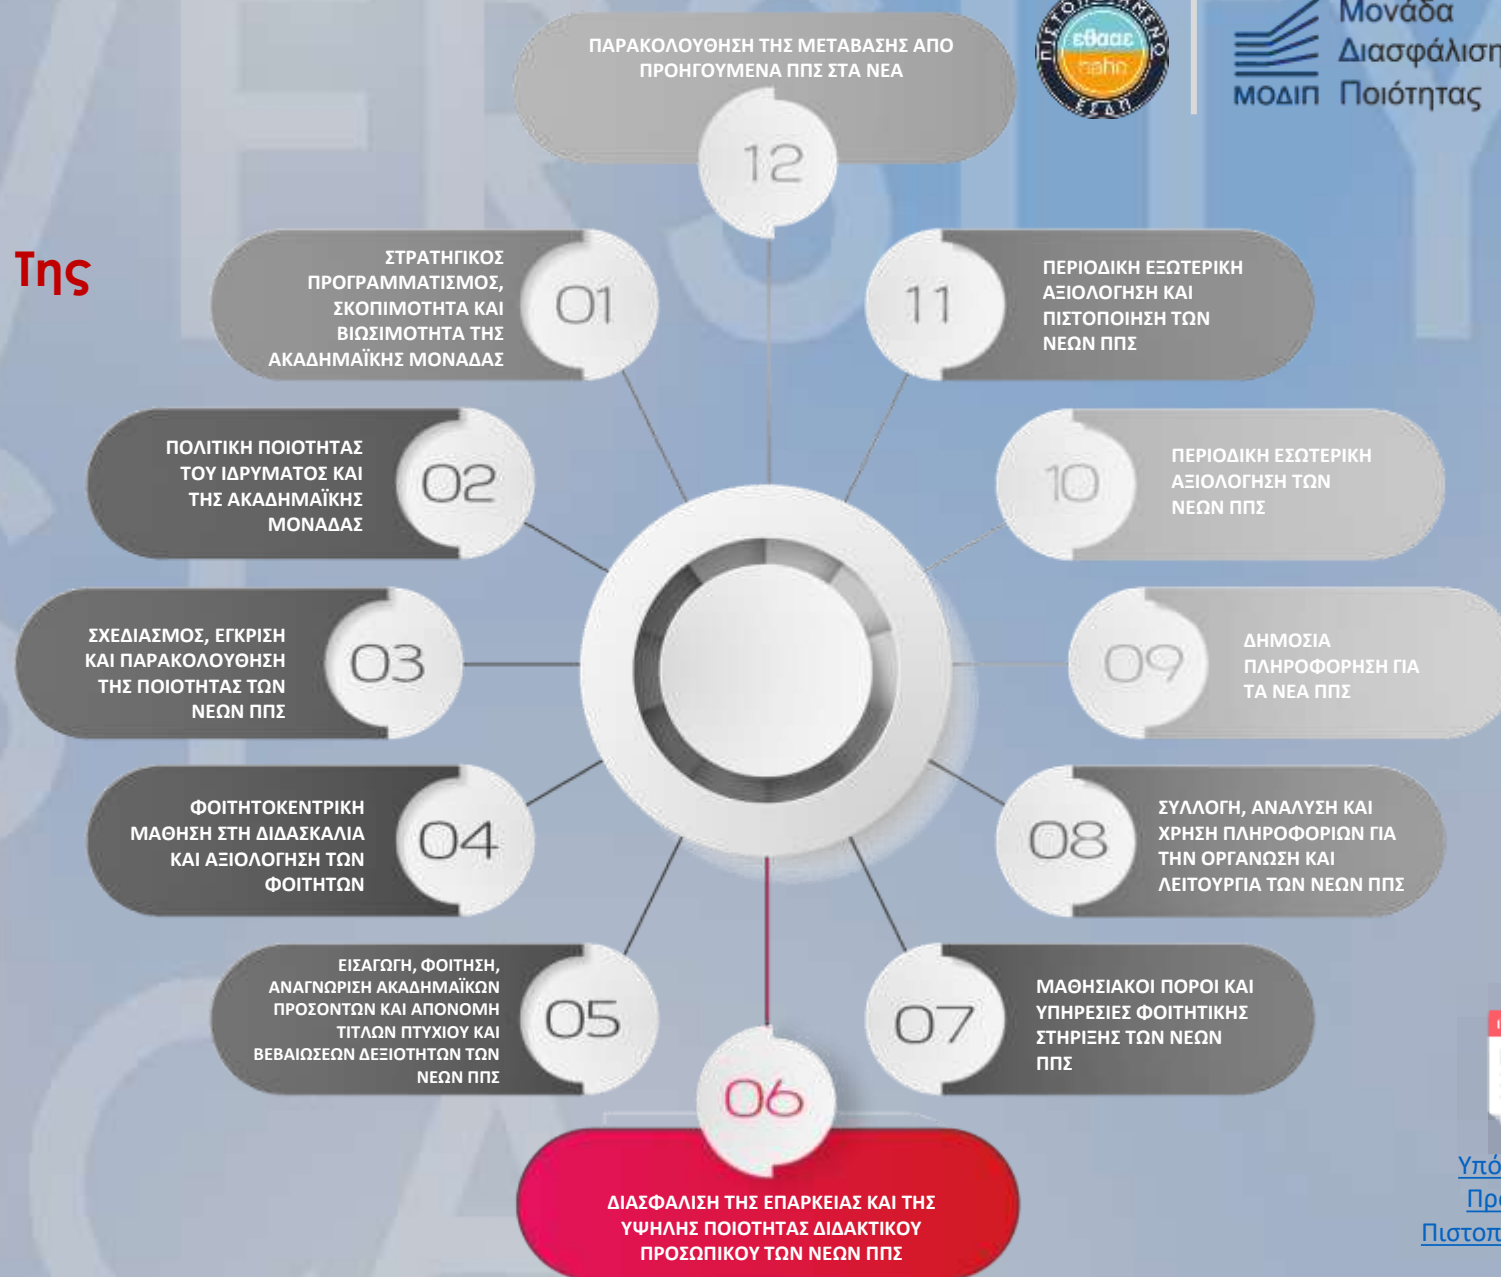 ΠΑΡΑΚΟΛΟΥΘΗΣΗ ΤΗΣ ΜΕΤΑΒΑΣΗΣ ΑΠΟ
ΠΡΟΗΓΟΥΜΕΝΑ ΠΠΣ ΣΤΑ ΝΕΑ
12
ΠΙΣΤΟΠΟΙΗΜΕΝΟ
εθααε
nahe
ΕΣΔΠ
ΜΟΔΙΠ
Μονάδα
Ποιότητας
Της
ΣΤΡΑΤΗΓΙΚΟΣ
ΠΡΟΓΡΑΜΜΑΤΙΣΜΟΣ,
ΣΚΟΠΙΜΟΤΗΤΑ ΚΑΙ
ΒΙΩΣΙΜΟΤΗΤΑ ΤΗΣ
ΑΚΑΔΗΜΑΪΚΗΣ ΜΟΝΑΔΑΣ
01
11
ΠΕΡΙΟΔΙΚΗ ΕΞΩΤΕΡΙΚΗ
ΑΞΙΟΛΟΓΗΣΗ ΚΑΙ
ΠΙΣΤΟΠΟΙΗΣΗ ΤΩΝ
ΝΕΩΝ ΠΠΣ
ΠΟΛΙΤΙΚΗ ΠΟΙΟΤΗΤΑΣ
ΤΟΥ ΙΔΡΥΜΑΤΟΣ ΚΑΙ
ΤΗΣ ΑΚΑΔΗΜΑΪΚΗΣ
ΜΟΝΑΔΑΣ
02
10
ΠΕΡΙΟΔΙΚΗ ΕΣΩΤΕΡΙΚΗ
ΑΞΙΟΛΟΓΗΣΗ ΤΩΝ
ΝΕΩΝ ΠΠΣ
ΣΧΕΔΙΑΣΜΟΣ, ΕΓΚΡΙΣΗ
ΚΑΙ ΠΑΡΑΚΟΛΟΥΘΗΣΗ
ΤΗΣ ΠΟΙΟΤΗΤΑΣ ΤΩΝ
ΝΕΩΝ ΠΠΣ
03
09
ΔΗΜΟΣΙΑ
ΠΛΗΡΟΦΟΡΗΣΗ ΓΙΑ
ΤΑ ΝΕΑ ΠΠΣ
ΦΟΙΤΗΤΟΚΕΝΤΡΙΚΗ
ΜΑΘΗΣΗ ΣΤΗ ΔΙΔΑΣΚΑΛΙΑ
ΚΑΙ ΑΞΙΟΛΟΓΗΣΗ ΤΩΝ
ΦΟΙΤΗΤΩΝ
04
08
ΣΥΛΛΟΓΗ, ΑΝΑΛΥΣΗ ΚΑΙ
ΧΡΗΣΗ ΠΛΗΡΟΦΟΡΙΩΝ ΓΙΑ
ΤΗΝ ΟΡΓΑΝΩΣΗ ΚΑΙ
ΛΕΙΤΟΥΡΓΙΑ ΤΩΝ ΝΕΩΝ ΠΠΣ
ΕΙΣΑΓΩΓΗ, ΦΟΙΤΗΣΗ,
ΑΝΑΓΝΩΡΙΣΗ ΑΚΑΔΗΜΑΪΚΩΝ
ΠΡΟΣΟΝΤΩΝ ΚΑΙ ΑΠΟΝΟΜΗ
ΤΙΤΛΩΝ ΠΤΥΧΙΟΥ ΚΑΙ
ΒΕΒΑΙΩΣΕΩΝ ΔΕΞΙΟΤΗΤΩΝ ΤΩΝ
ΝΕΩΝ ΠΠΣ
05
07
ΜΑΘΗΣΙΑΚΟΙ ΠΟΡΟΙ ΚΑΙ
ΥΠΗΡΕΣΙΕΣ ΦΟΙΤΗΤΙΚΗΣ
ΣΤΗΡΙΞΗΣ ΤΩΝ ΝΕΩΝ
ΠΠΣ
06
ΔΙΑΣΦΑΛΙΣΗ ΤΗΣ ΕΠΑΡΚΕΙΑΣ ΚΑΙ ΤΗΣ
ΥΨΗΛΗΣ ΠΟΙΟΤΗΤΑΣ ΔΙΔΑΚΤΙΚΟΥ
ΠΡΟΣΩΠΙΚΟΥ ΤΩΝ ΝΕΩΝ ΠΠΣ